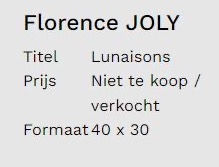 Florence JOLY
Titel Lunaisons
Prijs Niet te koop /
verkocht
Formaat 40 x 30